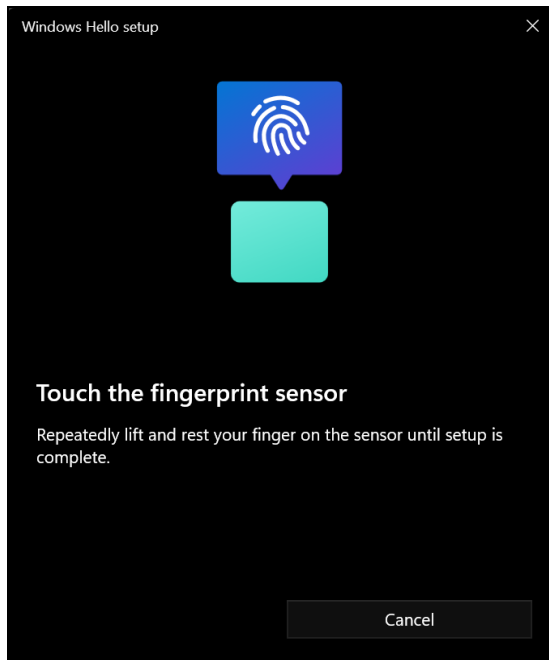 Windows Hello setup
Touch the fingerprint sensor
Repeatedly lift and rest your finger on the sensor until setup is
complete.
Cancel